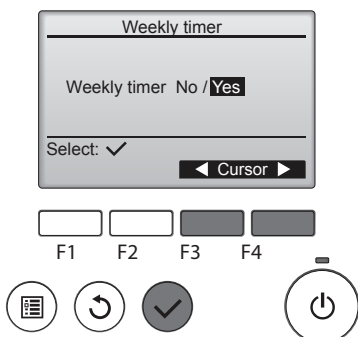 Weekly timer
Weekly timer No / Yes
Select: ✓
◀ Cursor ▶
F1 F2 F3 F4